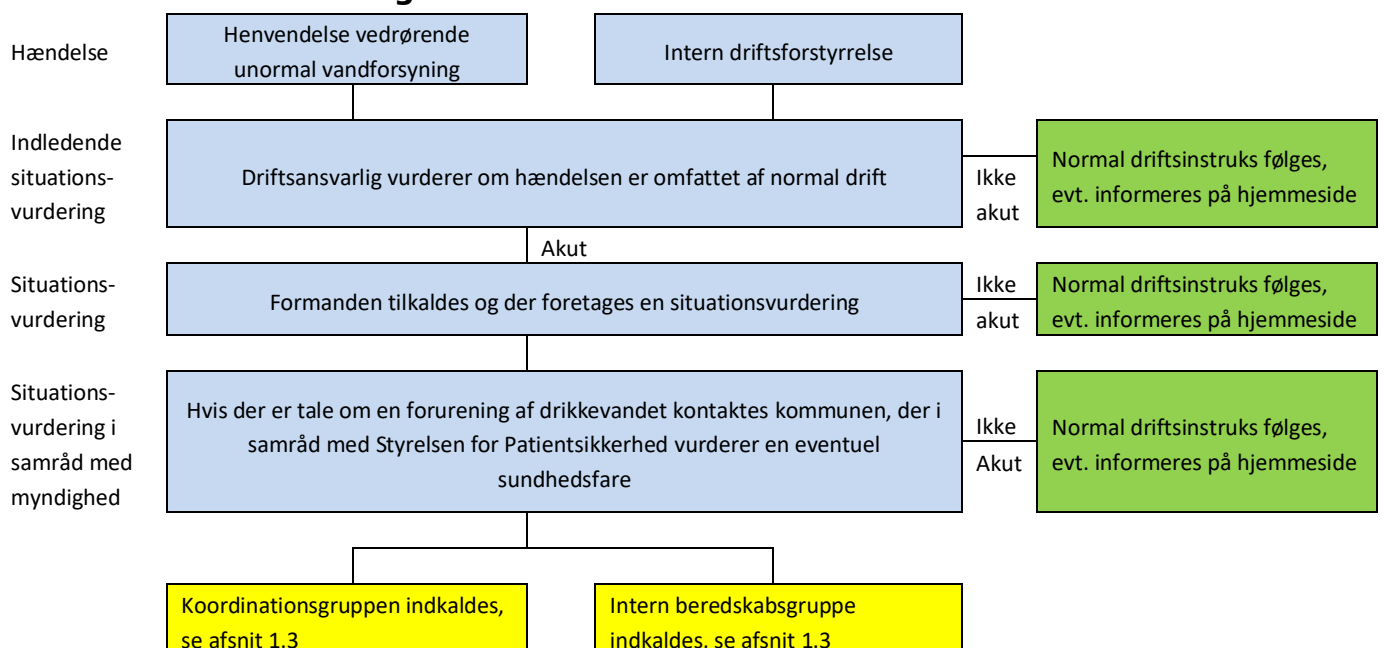 Hændelse
Henvendelse vedrørende
unormal vandforsyning
Intern driftsforstyrrelse
Indledende
situations-
vurdering
Driftsansvarlig vurderer om hændelsen er omfattet af normal drift
Ikke
akut
Normal driftsinstruks følges,
evt. informeres på hjemmeside
Akut
Situations-
vurdering
Formanden tilkaldes og der foretages en situationsvurdering
Ikke
akut
Normal driftsinstruks følges,
evt. informeres på hjemmeside
Situations-
vurdering i
samråd med
myndighed
Hvis der er tale om en forurening af drikkevandet kontaktes kommunen, der i
samråd med Styrelsen for Patientsikkerhed vurderer en eventuel
sundhedsfare
Ikke
Akut
Normal driftsinstruks følges,
evt. informeres på hjemmeside
Koordinationsgruppen indkaldes,
se afsnit 1.3
Intern beredskabsgruppe
indkaldes, se afsnit 1.3